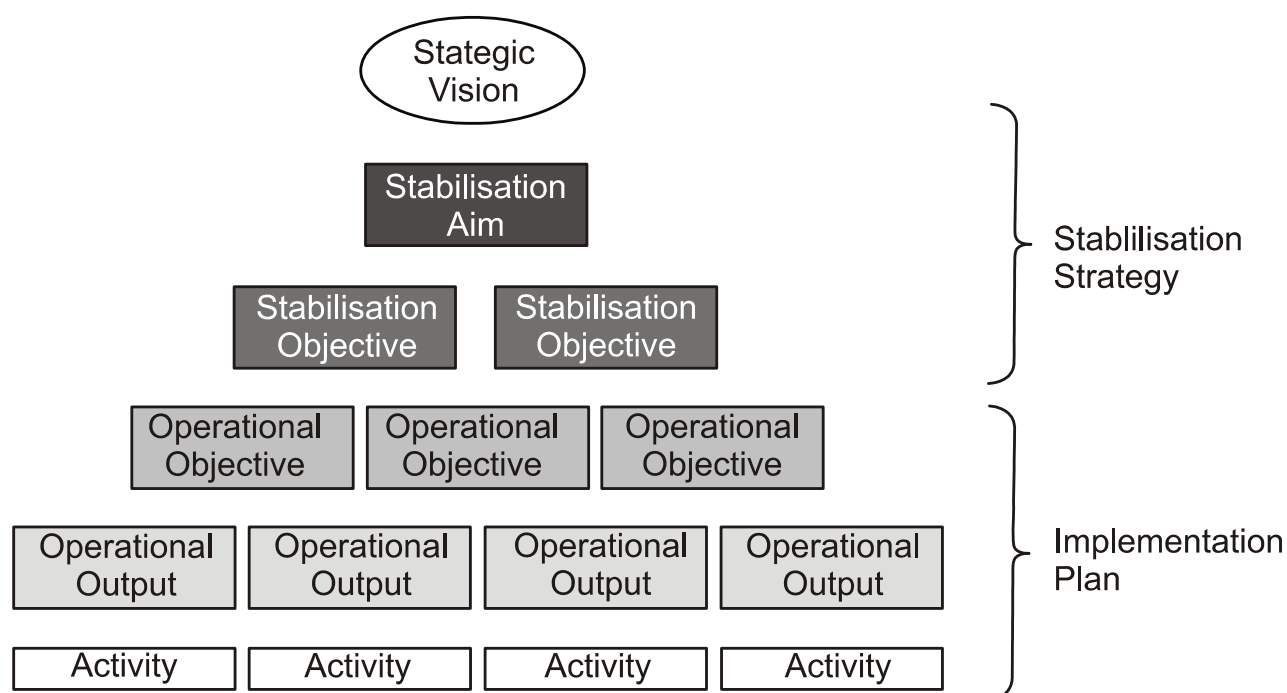 Stategic
Vision
Stabilisation
Aim
Stabilisation
Objective
Stabilisation
Objective
Stablilisation
Strategy
Operational
Objective
Operational
Objective
Operational
Objective
Operational
Output
Operational
Output
Operational
Output
Operational
Output
Implementation
Plan
Activity
Activity
Activity
Activity